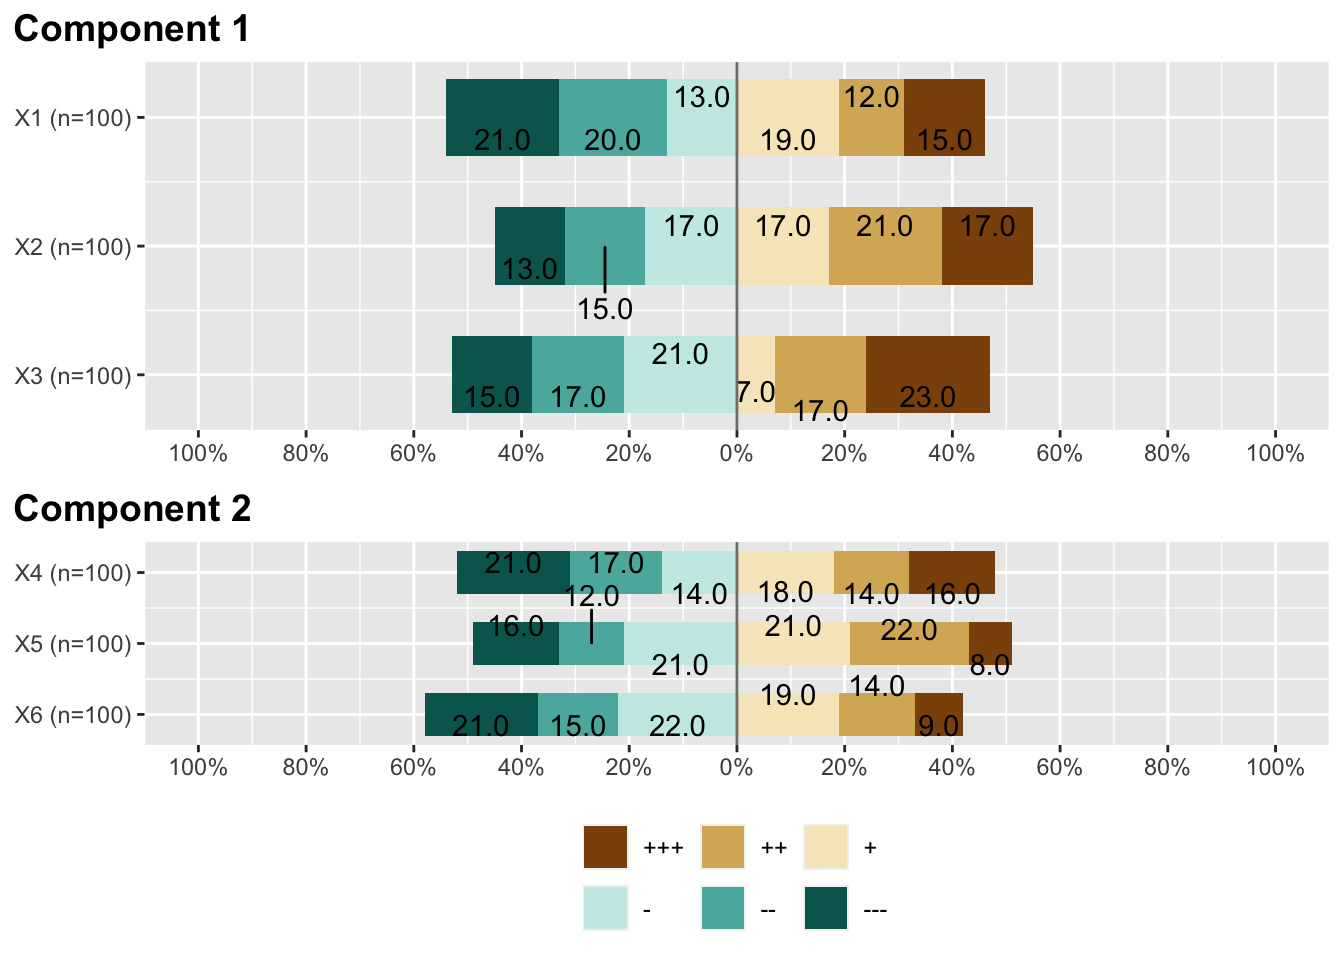 Component 1
13.0 12.0
X1 (n=100)
21.0 20.0 19.0 15.0
17.0 17.0 21.0 17.0
X2 (n=100)
13.0
15.0
21.0
X3 (n=100)
15.0 17.0 7.0 17.0 23.0
100% 80% 60% 40% 20% 0% 20% 40% 60% 80% 100%
Component 2
21.0 17.0
X4 (n=100)
12.0 14.0 18.0 14.0 16.0
16.0 21.0 22.0
X5 (n=100)
21.0 8.0
19.0 14.0
X6 (n=100)
21.0 15.0 22.0 9.0
100% 80% 60% 40% 20% 0% 20% 40% 60% 80% 100%
+++ ++ +
- -- ---